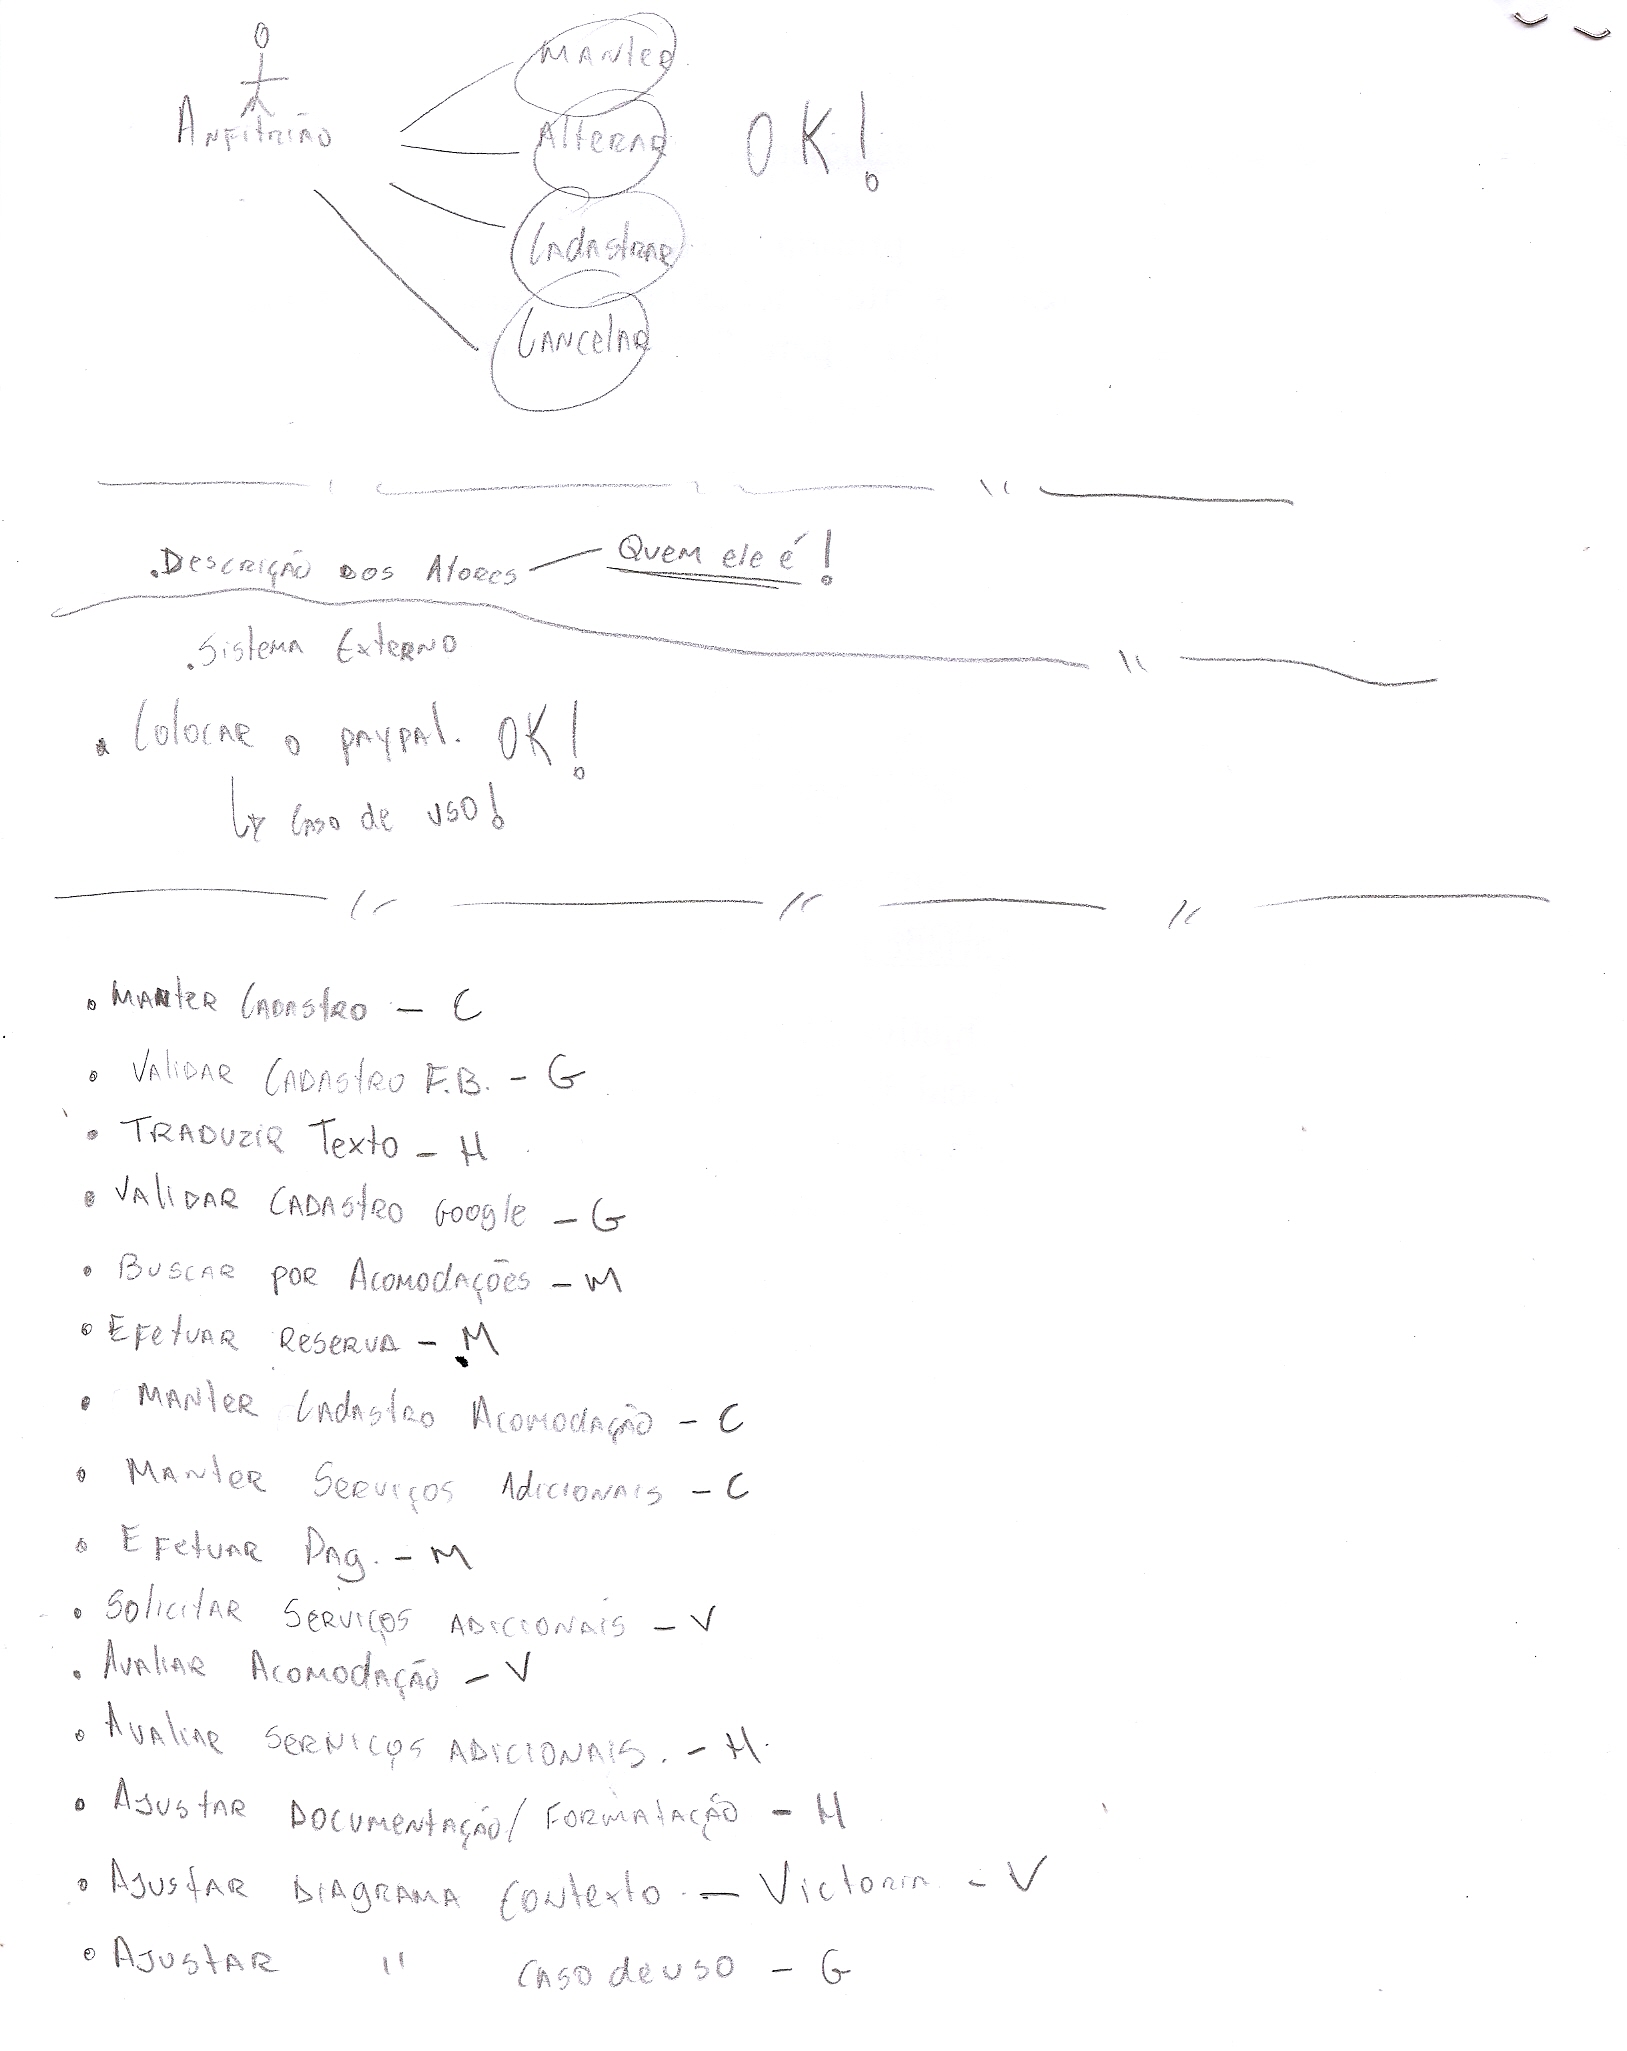 Manter
Alterar
OK!
Anfitrião
Cadastrar
Cancelar
. Descrição dos Atores — Quem ele é!
. Sistema Externo
• Colocar o paypal. OK!
↳ Caso de uso!
• Manter Cadastro – C
• Validar Cadastro F.B. – G
• Traduzir Texto – H
• Validar Cadastro Google – G
• Buscar por Acomodações – M
• Efetuar Reserva – M
• Manter Cadastro Acomodação – C
• Manter Serviços Adicionais – C
• Efetuar Pag. – M
• Solicitar Serviços Adicionais – V
• Avaliar Acomodação – V
• Avaliar Serviços Adicionais. – H.
• Ajustar Documentação/Formatação – H
• Ajustar Diagrama Contexto – Victoria – V
• Ajustar " Caso de uso – G